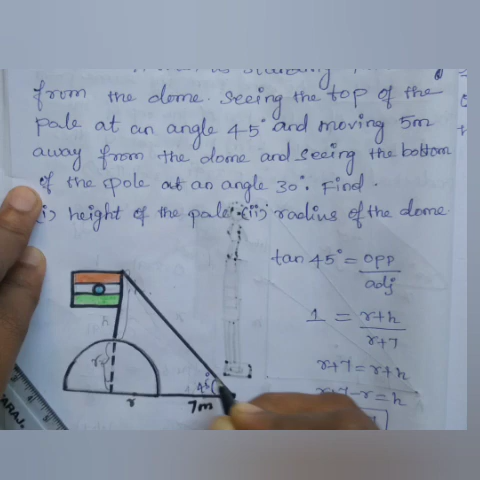 from the dome. Seeing the top of the
pole at an angle 45° and moving 5m
away from the dome and seeing the bottom
of the pole at an angle 30°. Find.
(i) height of the pole (ii) radius of the dome
tan 45° = opp
adj
1 = r+h
r+7
r+7 = r+h
r+7-r = h
h
r
45°
r
7m